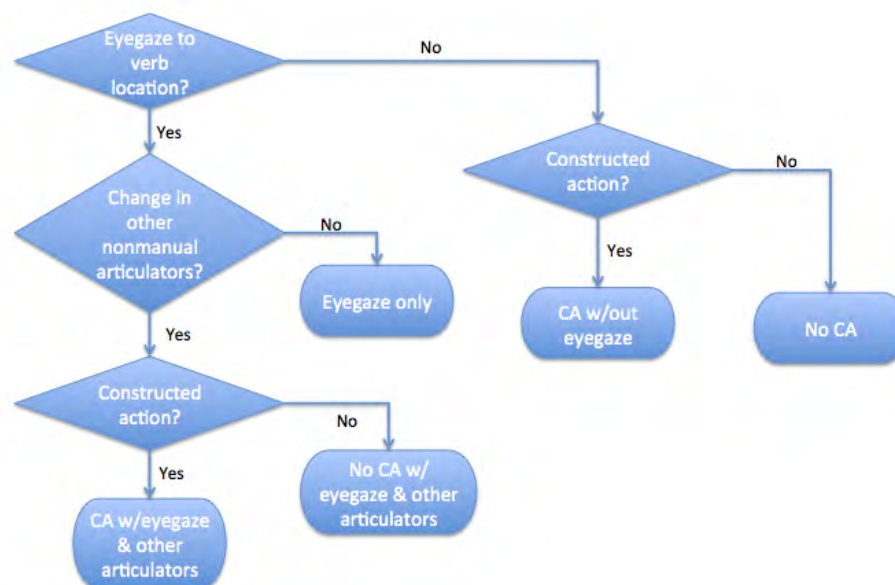 Eyegaze to
verb
location?
No
Yes
Constructed
action?
No
Change in
other
nonmanual
articulators?
No
Yes
Eyegaze only
CA w/out
eyegaze
No CA
Yes
Constructed
action?
No
Yes
No CA w/
eyegaze & other
articulators
CA w/eyegaze
& other
articulators